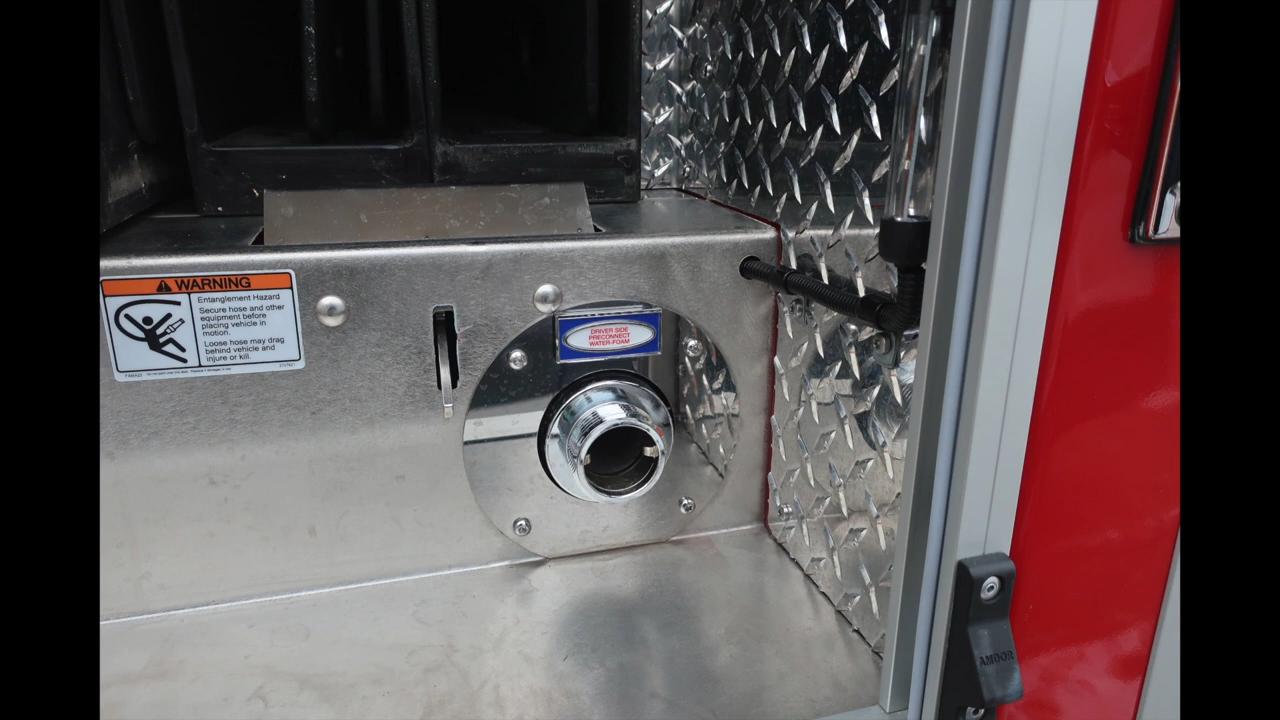 WARNING
Entanglement Hazard
Secure hose and other
equipment before
placing vehicle in
motion.
Loose hose may drag
behind vehicle and
injure or kill.
DRIVER SIDE
PRECONNECT
WATER-FOAM
AMDOR